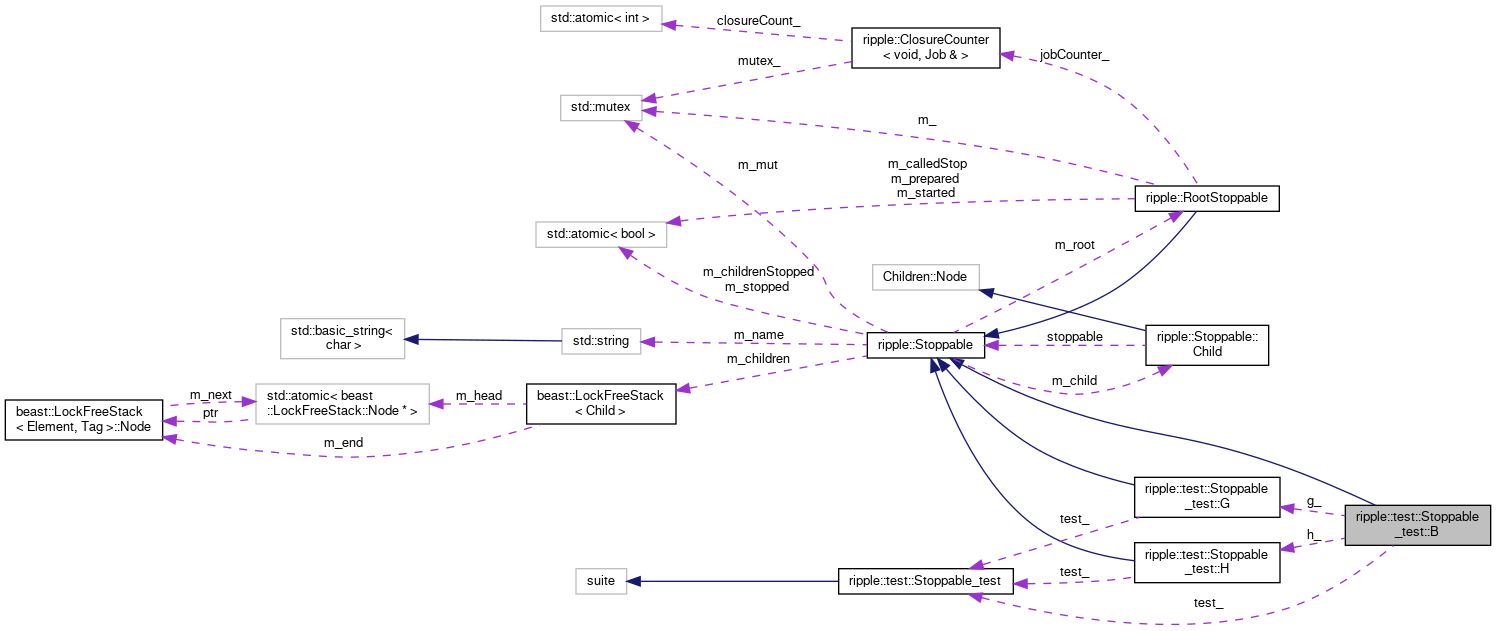 std::atomic< int >
closureCount_
ripple::ClosureCounter
< void, Job & >
jobCounter_
mutex_
std::mutex
m_
m_mut
m_calledStop
m_prepared
m_started
ripple::RootStoppable
std::atomic< bool >
m_root
m_childrenStopped
m_stopped
Children::Node
std::basic_string<
char >
std::string
m_name
ripple::Stoppable
stoppable
ripple::Stoppable::
Child
m_children
m_child
beast::LockFreeStack
< Element, Tag >::Node
m_next
ptr
std::atomic< beast
::LockFreeStack::Node * >
m_head
beast::LockFreeStack
< Child >
m_end
ripple::test::Stoppable
_test::G
g_
ripple::test::Stoppable
_test::B
test_
h_
ripple::test::Stoppable
_test::H
suite
ripple::test::Stoppable_test
test_
test_